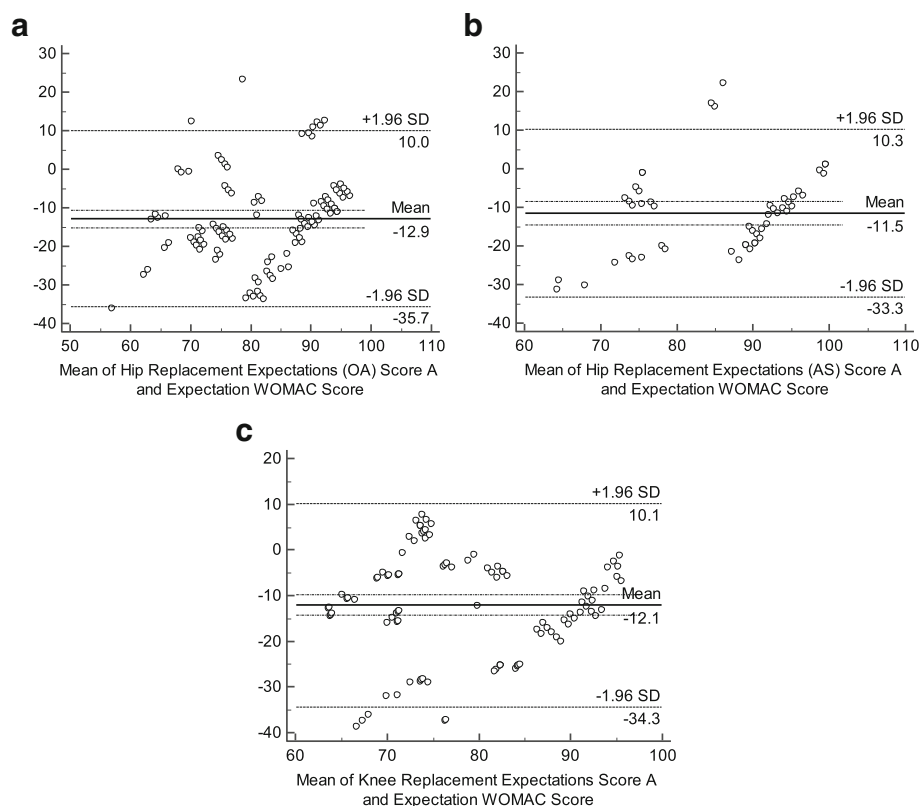 a
30
20
10
0
-10
-20
-30
-40
+1.96 SD
10.0
Mean
-12.9
-1.96 SD
-35.7
50 60 70 80 90 100 110
Mean of Hip Replacement Expectations (OA) Score A
and Expectation WOMAC Score
b
30
20
10
0
-10
-20
-30
-40
+1.96 SD
10.3
Mean
-11.5
-1.96 SD
-33.3
60 70 80 90 100 110
Mean of Hip Replacement Expectations (AS) Score A
and Expectation WOMAC Score
c
20
10
0
-10
-20
-30
-40
+1.96 SD
10.1
Mean
-12.1
-1.96 SD
-34.3
60 70 80 90 100
Mean of Knee Replacement Expectations Score A
and Expectation WOMAC Score